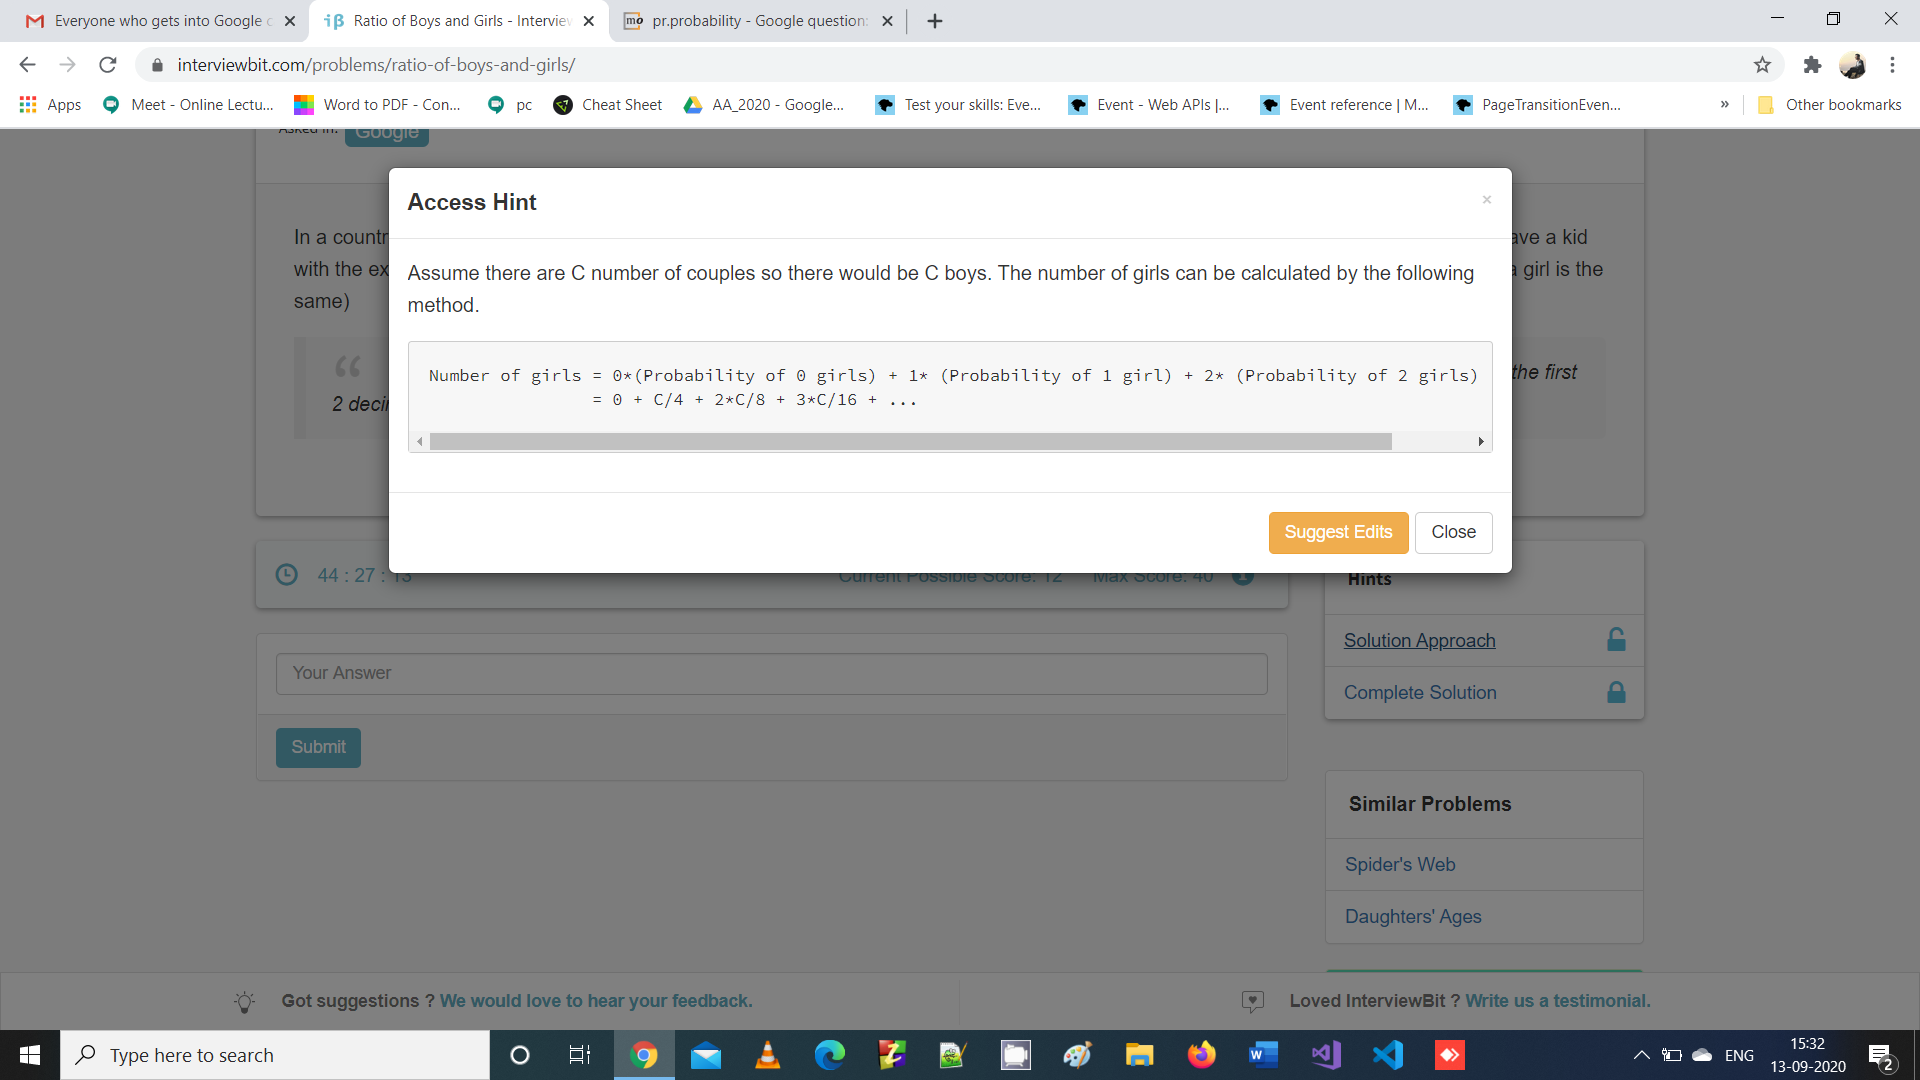 Everyone who gets into Google c
Ratio of Boys and Girls - Interview
pr.probability - Google question:
interviewbit.com/problems/ratio-of-boys-and-girls/
Apps
Meet - Online Lectu...
Word to PDF - Con...
pc
Cheat Sheet
AA_2020 - Google...
Test your skills: Eve...
Event - Web APIs |...
Event reference | M...
PageTransitionEven...
»
Other bookmarks
Asked in: Google
Access Hint
×
In a countr
ave a kid
with the ex
a girl is the
same)
Assume there are C number of couples so there would be C boys. The number of girls can be calculated by the following
method.
Number of girls = 0*(Probability of 0 girls) + 1* (Probability of 1 girl) + 2* (Probability of 2 girls)
= 0 + C/4 + 2*C/8 + 3*C/16 + ...
“
the first
2 deci
Suggest Edits
Close
44 : 27 : 13
Current Possible Score: 12
Max Score: 40
Hints
Solution Approach
Complete Solution
Your Answer
Submit
Similar Problems
Spider's Web
Daughters' Ages
Got suggestions ? We would love to hear your feedback.
Loved InterviewBit ? Write us a testimonial.
Type here to search
ENG
15:32
13-09-2020
2